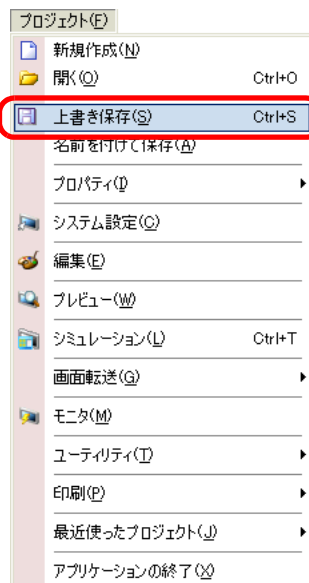 プロジェクト(F)
新規作成(N)
開く(O) Ctrl+O
上書き保存(S) Ctrl+S
名前を付けて保存(A)
プロパティ(I)
システム設定(C)
編集(E)
プレビュー(W)
シミュレーション(L) Ctrl+T
画面転送(G)
モニタ(M)
ユーティリティ(T)
印刷(P)
最近使ったプロジェクト(J)
アプリケーションの終了(X)